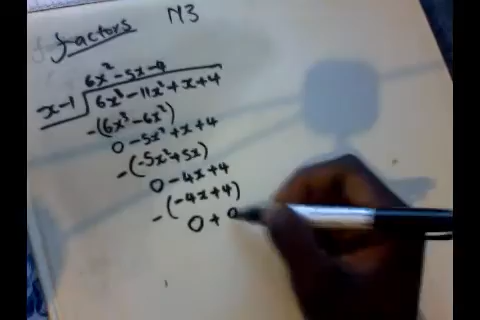 factors N3
6x² - 5x - 4
x-1 √6x³ - 11x² + x + 4
-(6x³ - 6x²)
0 - 5x² + x + 4
-(-5x² + 5x)
0 - 4x + 4
-(-4x + 4)
0 + 0